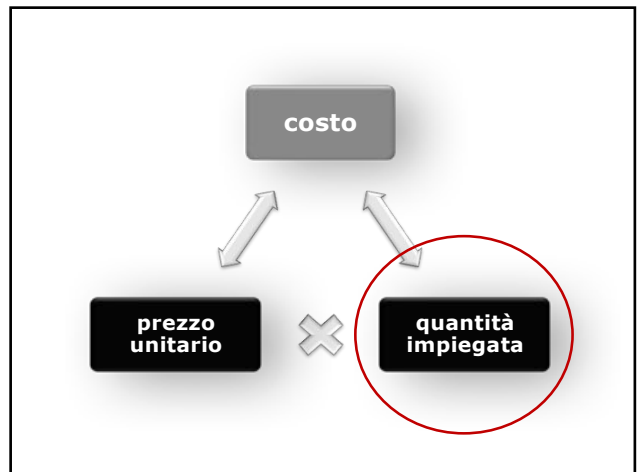 costo
prezzo
unitario
quantità
impiegata